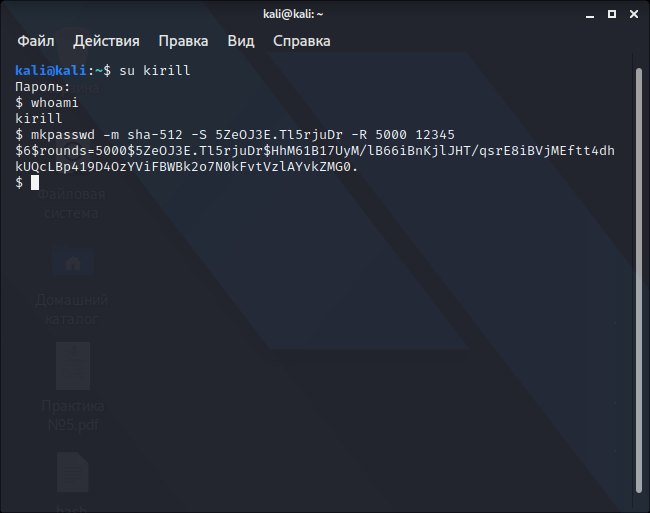 kali@kali: ~
Файл Действия Правка Вид Справка
kali@kali:~$ su kirill
Пароль:
$ whoami
kirill
$ mkpasswd -m sha-512 -S 5ZeOJ3E.Tl5rjuDr -R 5000 12345
$6$rounds=5000$5ZeOJ3E.Tl5rjuDr$HhM61B17UyM/lB66iBnKjlJHT/qsrE8iBVjMEftt4dh
kUQcLBp419D4OzYViFBWBk2o7N0kFvtVzlAYvkZMG0.
$
Файловая
система
Домашний
каталог
Практика
№5.pdf